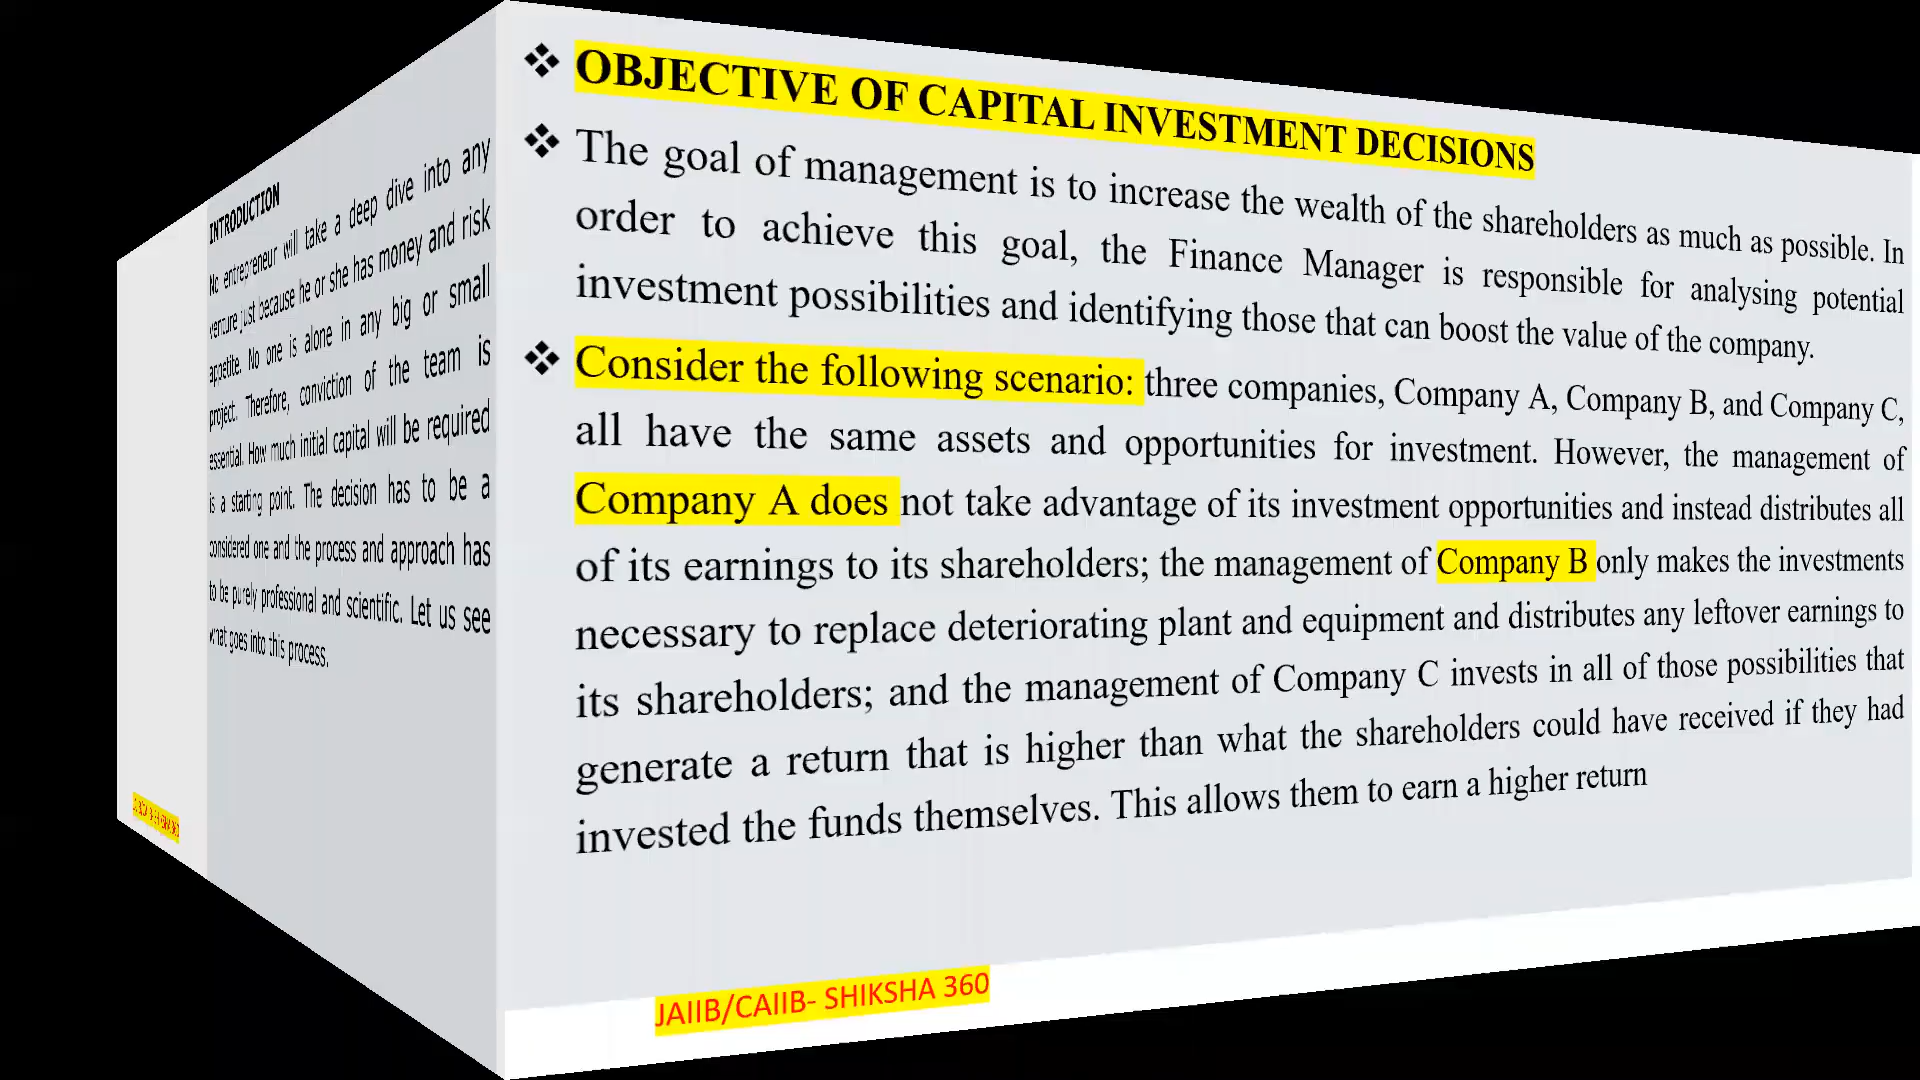 INTRODUCTION
No entrepreneur will take a deep dive into any
venture just because he or she has money and risk
appetite. No one is alone in any big or small
project. Therefore, conviction of the team is
essential. How much initial capital will be required
is a starting point. The decision has to be a
considered one and the process and approach has
to be purely professional and scientific. Let us see
what goes into this process.
❖ OBJECTIVE OF CAPITAL INVESTMENT DECISIONS
❖ The goal of management is to increase the wealth of the shareholders as much as possible. In
order to achieve this goal, the Finance Manager is responsible for analysing potential
investment possibilities and identifying those that can boost the value of the company.
❖ Consider the following scenario: three companies, Company A, Company B, and Company C,
all have the same assets and opportunities for investment. However, the management of
Company A does not take advantage of its investment opportunities and instead distributes all
of its earnings to its shareholders; the management of Company B only makes the investments
necessary to replace deteriorating plant and equipment and distributes any leftover earnings to
its shareholders; and the management of Company C invests in all of those possibilities that
generate a return that is higher than what the shareholders could have received if they had
invested the funds themselves. This allows them to earn a higher return
JAIIB/CAIIB- SHIKSHA 360